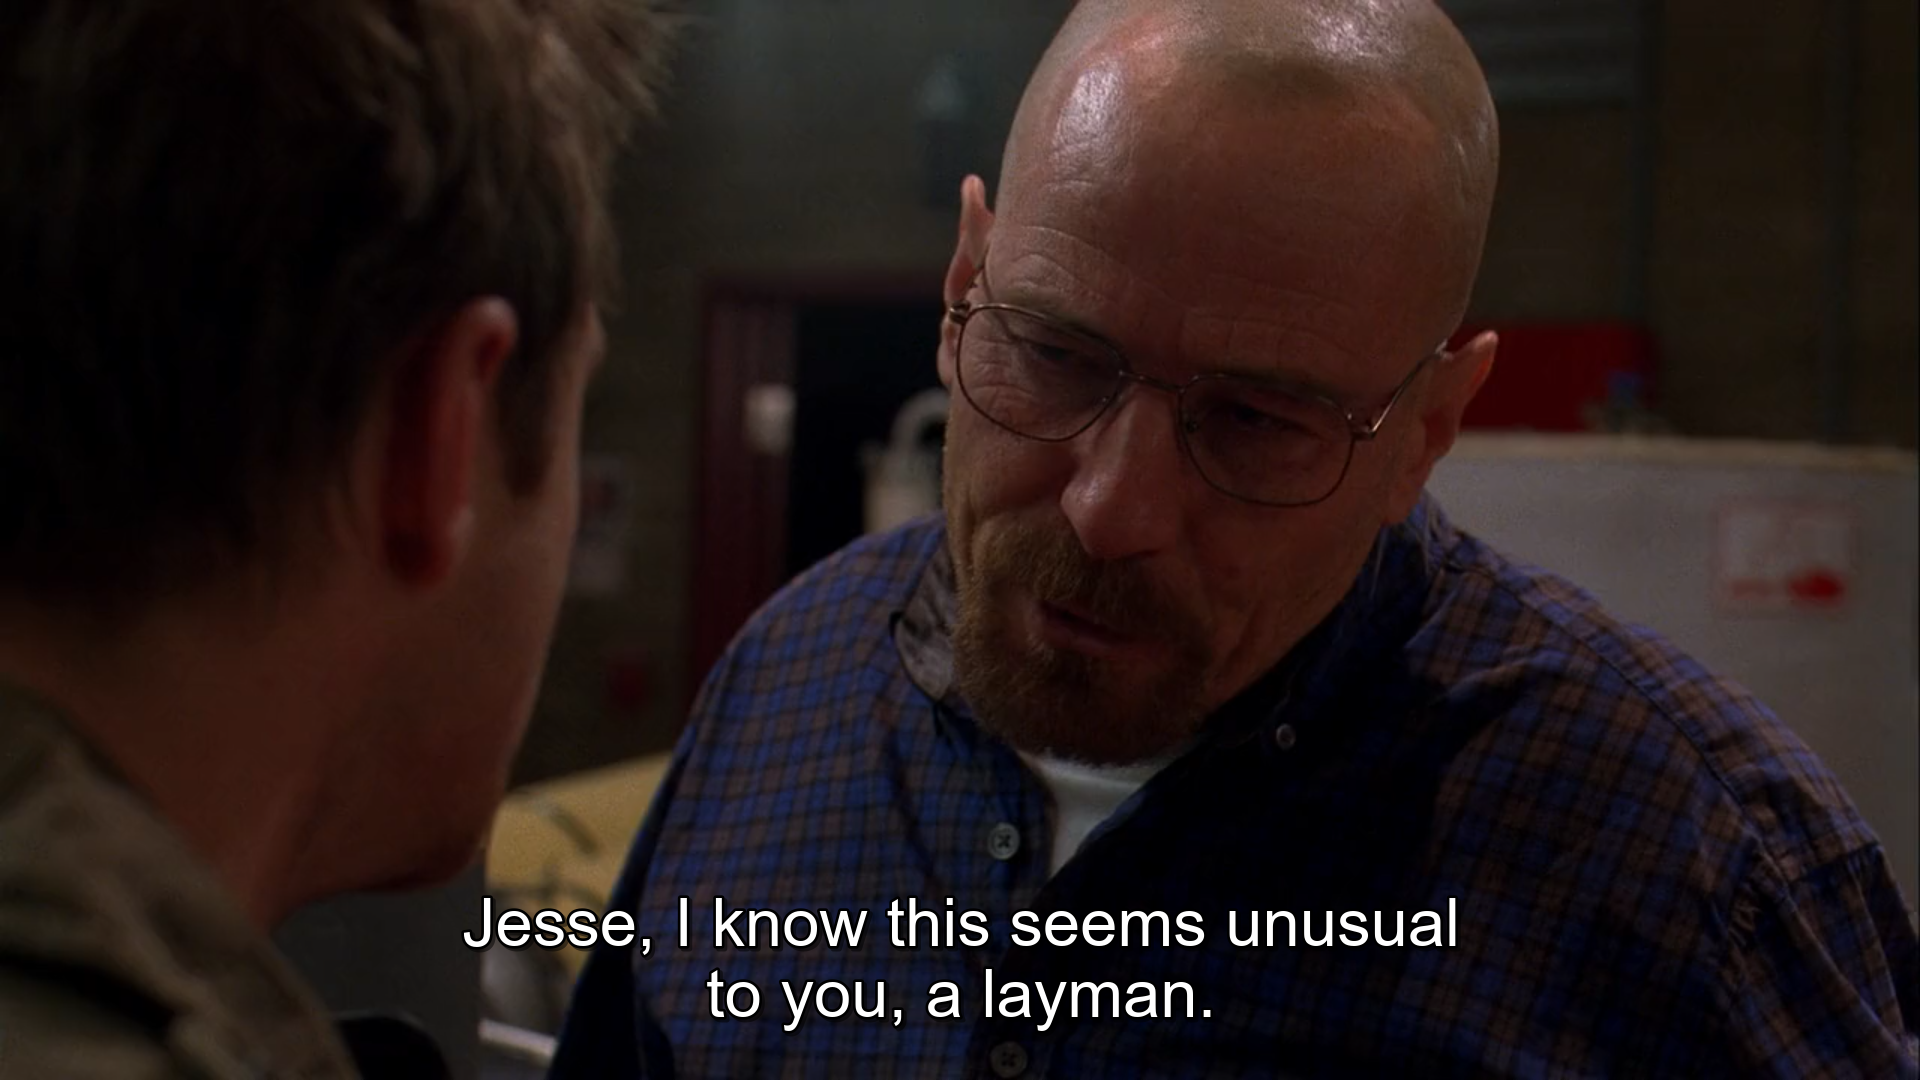 Jesse, I know this seems unusual
to you, a layman.